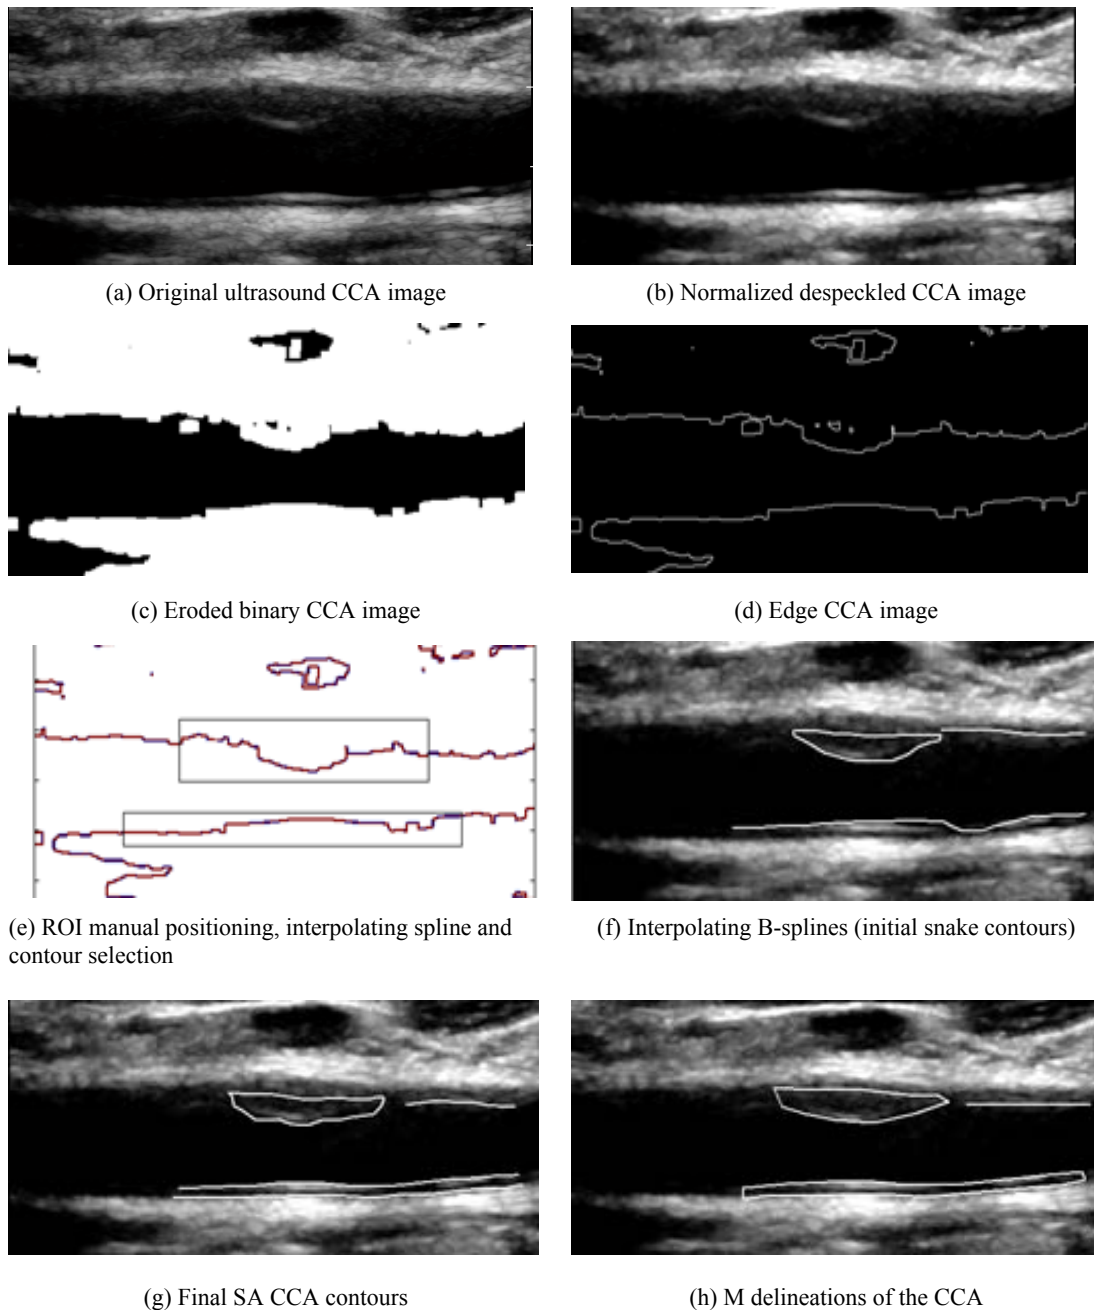 (a) Original ultrasound CCA image
(b) Normalized despeckled CCA image
(c) Eroded binary CCA image
(d) Edge CCA image
(e) ROI manual positioning, interpolating spline and
contour selection
(f) Interpolating B-splines (initial snake contours)
(g) Final SA CCA contours
(h) M delineations of the CCA